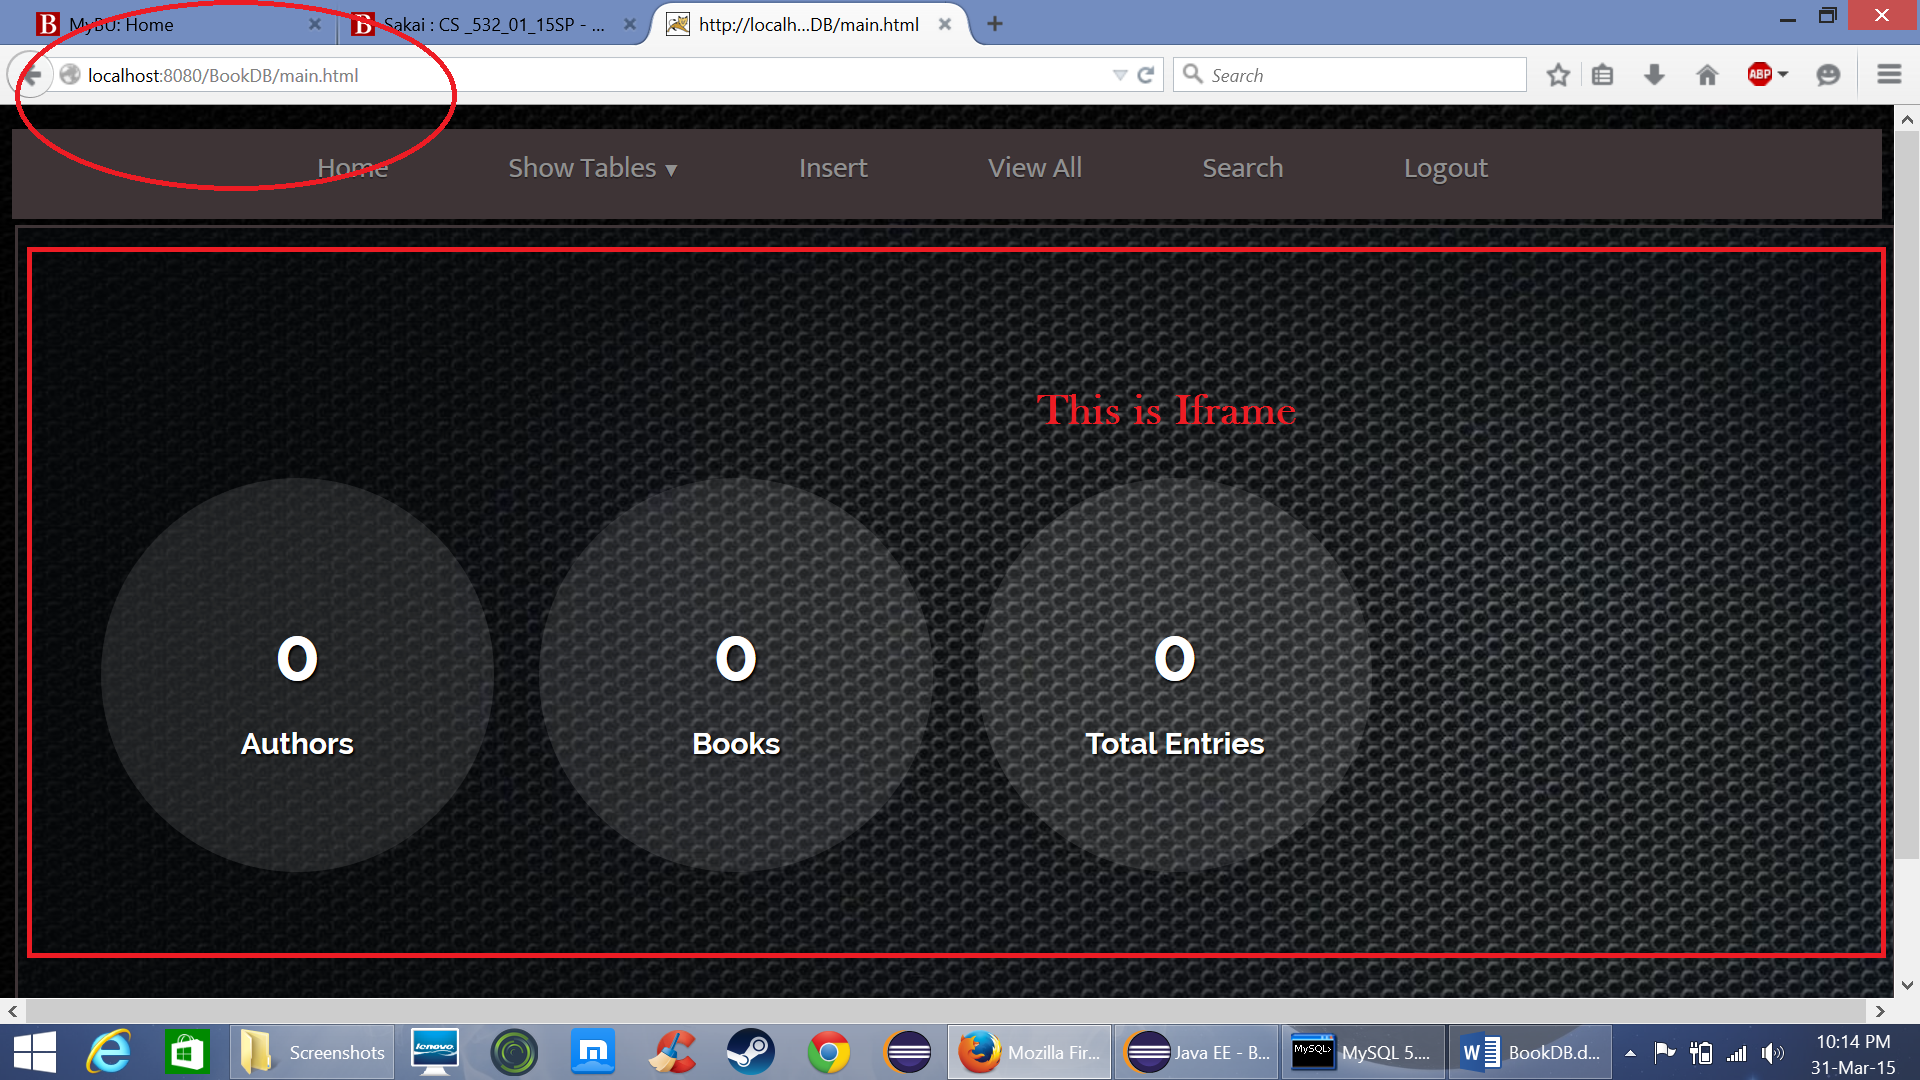 MyBU: Home
Sakai : CS _532_01_15SP - ...
http://localh...DB/main.html
localhost:8080/BookDB/main.html
Search
ABP
Home
Show Tables ▾
Insert
View All
Search
Logout
This is Iframe
0
Authors
0
Books
0
Total Entries
Screenshots
lenovo
Mozilla Fir...
Java EE - B...
MySQL>
MySQL 5....
BookDB.d...
10:14 PM
31-Mar-15